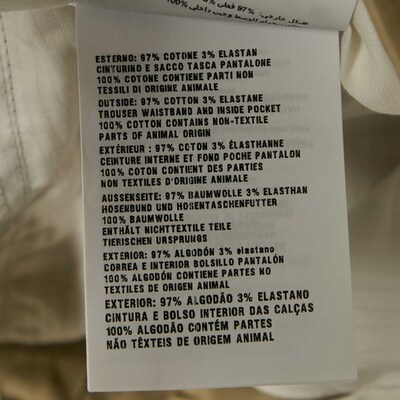 100%
ESTERNO: 97% COTONE 3% ELASTAN
CINTURINO E SACCO TASCA PANTALONE
100% COTONE CONTIENE PARTI NON
TESSILI DI ORIGINE ANIMALE
OUTSIDE: 97% COTTON 3% ELASTANE
TROUSER WAISTBAND AND INSIDE POCKET
100% COTTON CONTAINS NON-TEXTILE
PARTS OF ANIMAL ORIGIN
EXTÉRIEUR : 97% COTON 3% ÉLASTHANNE
CEINTURE INTERNE ET FOND POCHE PANTALON
100% COTON CONTIENT DES PARTIES
NON TEXTILES D'ORIGINE ANIMALE
AUSSENSEITE: 97% BAUMWOLLE 3% ELASTHAN
HOSENBUND UND HOSENTASCHENFUTTER
100% BAUMWOLLE
ENTHÄLT NICHTTEXTILE TEILE
TIERISCHEN URSPRUNGS
EXTERIOR: 97% ALGODÓN 3% elastano
CORREA E INTERIOR BOLSILLO PANTALÓN
100% ALGODÓN CONTIENE PARTES NO
TEXTILES DE ORIGEN ANIMAL
EXTERIOR: 97% ALGODÃO 3% ELASTANO
CINTURA E BOLSO INTERIOR DAS CALÇAS
100% ALGODÃO CONTÉM PARTES
NÃO TÊXTEIS DE ORIGEM ANIMAL